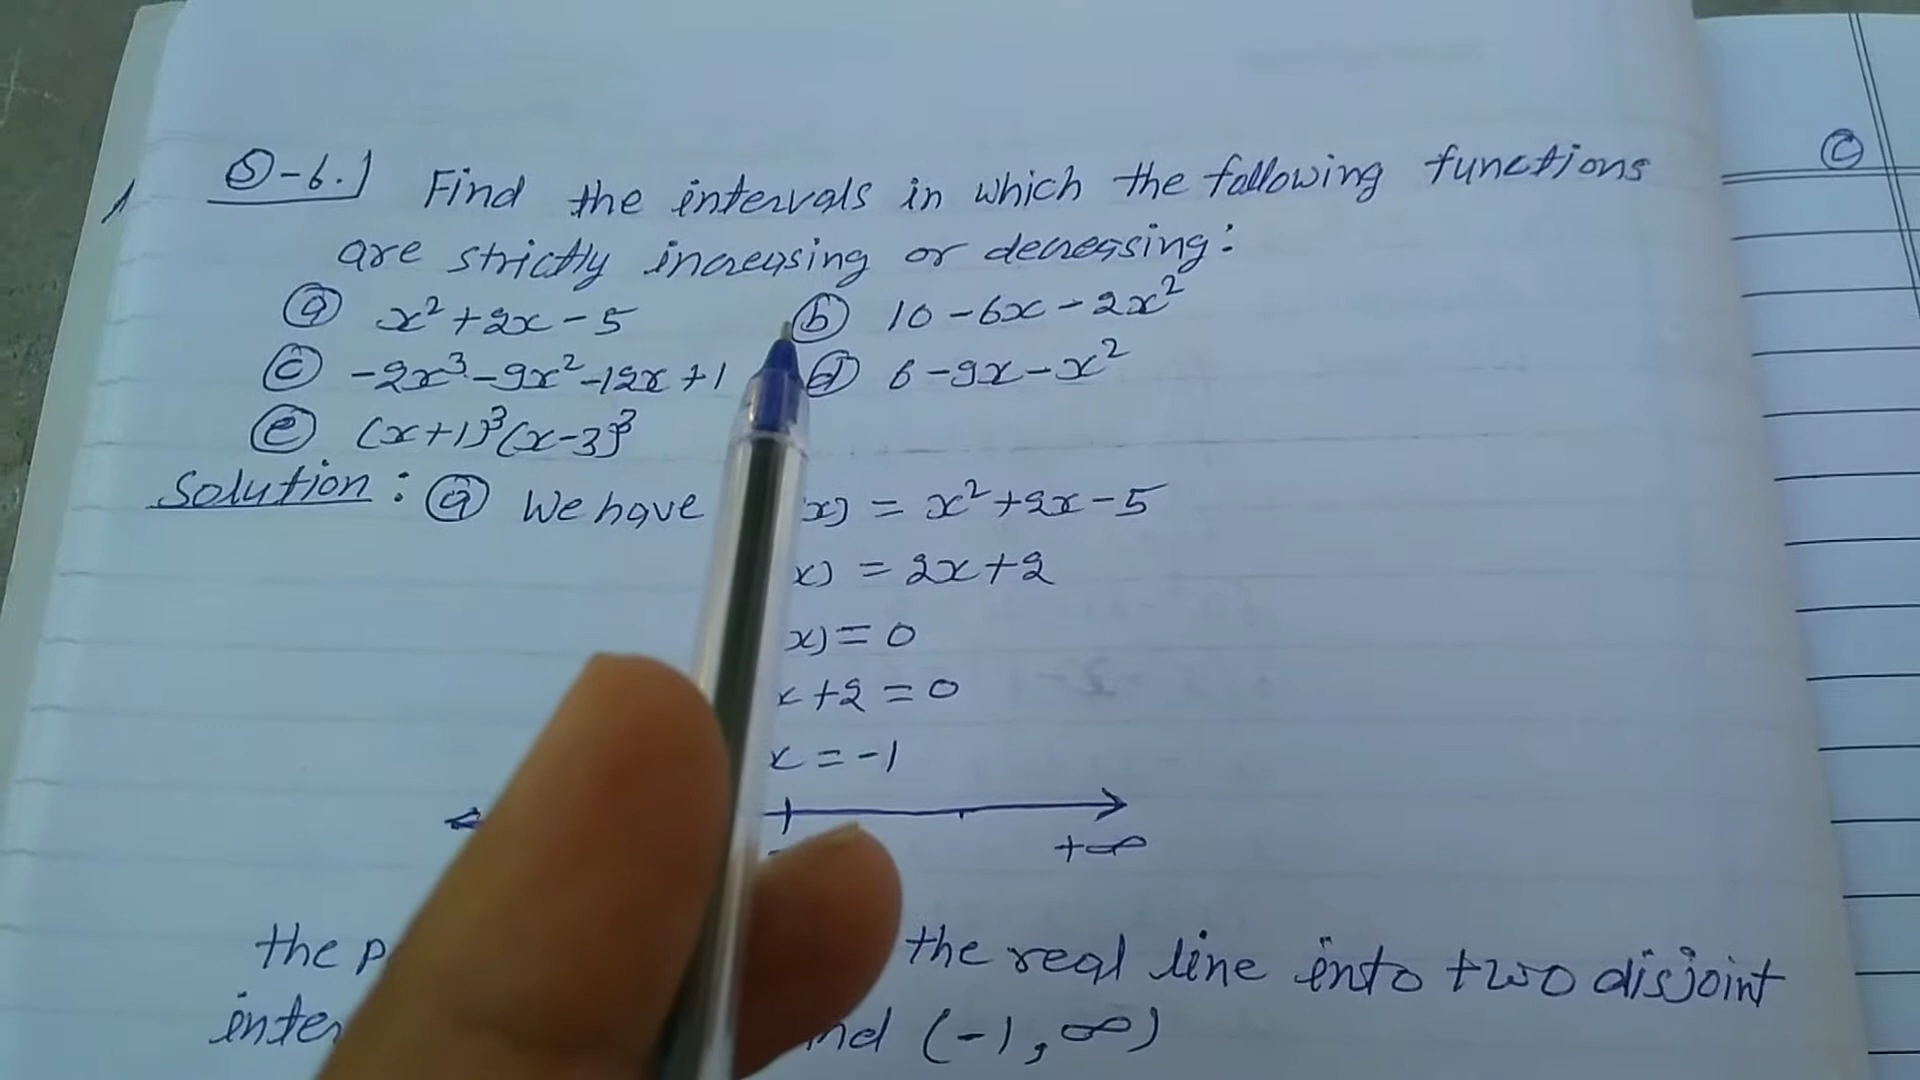 Q-6.] Find the intervals in which the following functions
are strictly increasing or decreasing:
(a) x²+2x-5 (b) 10-6x-2x²
(c) -2x³-9x²-12x+1 (d) 6-9x-x²
(e) (x+1)³(x-3)³
Solution: (a) We have x) = x²+2x-5
x) = 2x+2
x) = 0
x+2 = 0
x = -1
+∞
the the real line into two disjoint
(-1, ∞)
(c)